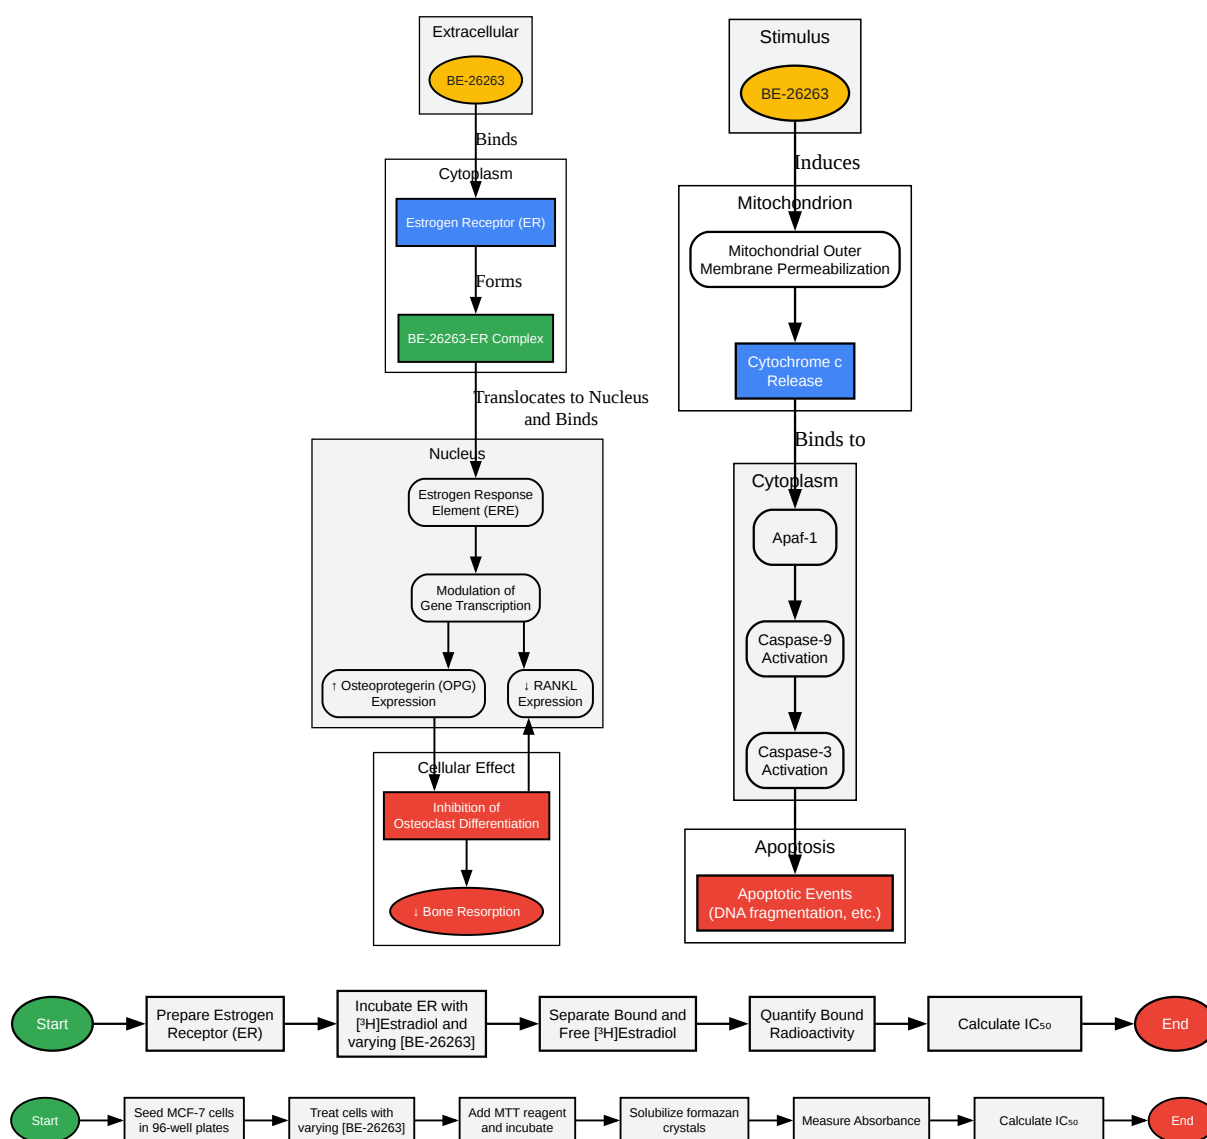 Extracellular
BE-26263
Binds
Cytoplasm
Estrogen Receptor (ER)
Forms
BE-26263-ER Complex
Translocates to Nucleus
and Binds
Nucleus
Estrogen Response
Element (ERE)
Modulation of
Gene Transcription
↑ Osteoprotegerin (OPG)
Expression
↓ RANKL
Expression
Cellular Effect
Inhibition of
Osteoclast Differentiation
↓ Bone Resorption
Stimulus
BE-26263
Induces
Mitochondrion
Mitochondrial Outer
Membrane Permeabilization
Cytochrome c
Release
Binds to
Cytoplasm
Apaf-1
Caspase-9
Activation
Caspase-3
Activation
Apoptosis
Apoptotic Events
(DNA fragmentation, etc.)
Start
Prepare Estrogen
Receptor (ER)
Incubate ER with
[³H]Estradiol and
varying [BE-26263]
Separate Bound and
Free [³H]Estradiol
Quantify Bound
Radioactivity
Calculate IC₅₀
End
Start
Seed MCF-7 cells
in 96-well plates
Treat cells with
varying [BE-26263]
Add MTT reagent
and incubate
Solubilize formazan
crystals
Measure Absorbance
Calculate IC₅₀
End